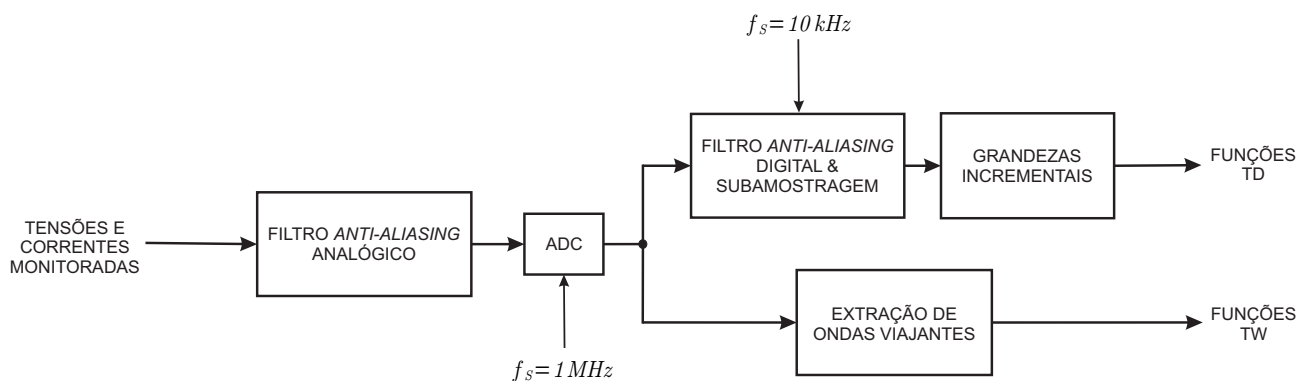 f_S = 10 kHz
FILTRO ANTI-ALIASING
DIGITAL &
SUBAMOSTRAGEM
GRANDEZAS
INCREMENTAIS
FUNÇÕES
TD
TENSÕES E
CORRENTES
MONITORADAS
FILTRO ANTI-ALIASING
ANALÓGICO
ADC
f_S = 1 MHz
EXTRAÇÃO DE
ONDAS VIAJANTES
FUNÇÕES
TW